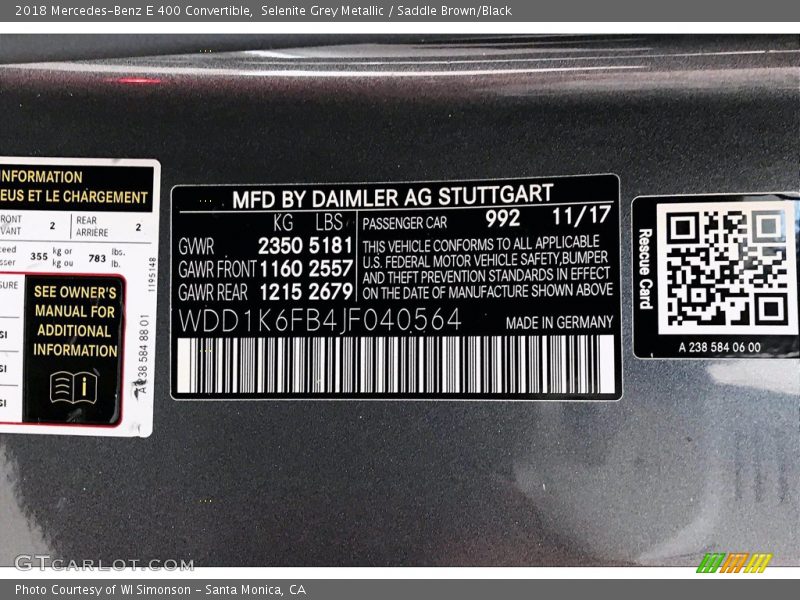 2018 Mercedes-Benz E 400 Convertible,  Selenite Grey Metallic / Saddle Brown/Black
INFORMATION
EUS ET LE CHARGEMENT
RONT 2 REAR 2
VANT ARRIÈRE
355 kg or 783 lbs.
kg ou lb.
SEE OWNER'S
MANUAL FOR
ADDITIONAL
INFORMATION
1195148
A 238 584 88 01
MFD BY DAIMLER AG STUTTGART
KG LBS PASSENGER CAR 992 11/17
GVWR 2350 5181 THIS VEHICLE CONFORMS TO ALL APPLICABLE
U.S. FEDERAL MOTOR VEHICLE SAFETY,BUMPER
GAWR FRONT 1160 2557 AND THEFT PREVENTION STANDARDS IN EFFECT
GAWR REAR 1215 2679 ON THE DATE OF MANUFACTURE SHOWN ABOVE
WDD1K6FB4JF040564 MADE IN GERMANY
Rescue Card
A 238 584 06 00
GTCARLOT.COM
Photo Courtesy of WI Simonson - Santa Monica, CA